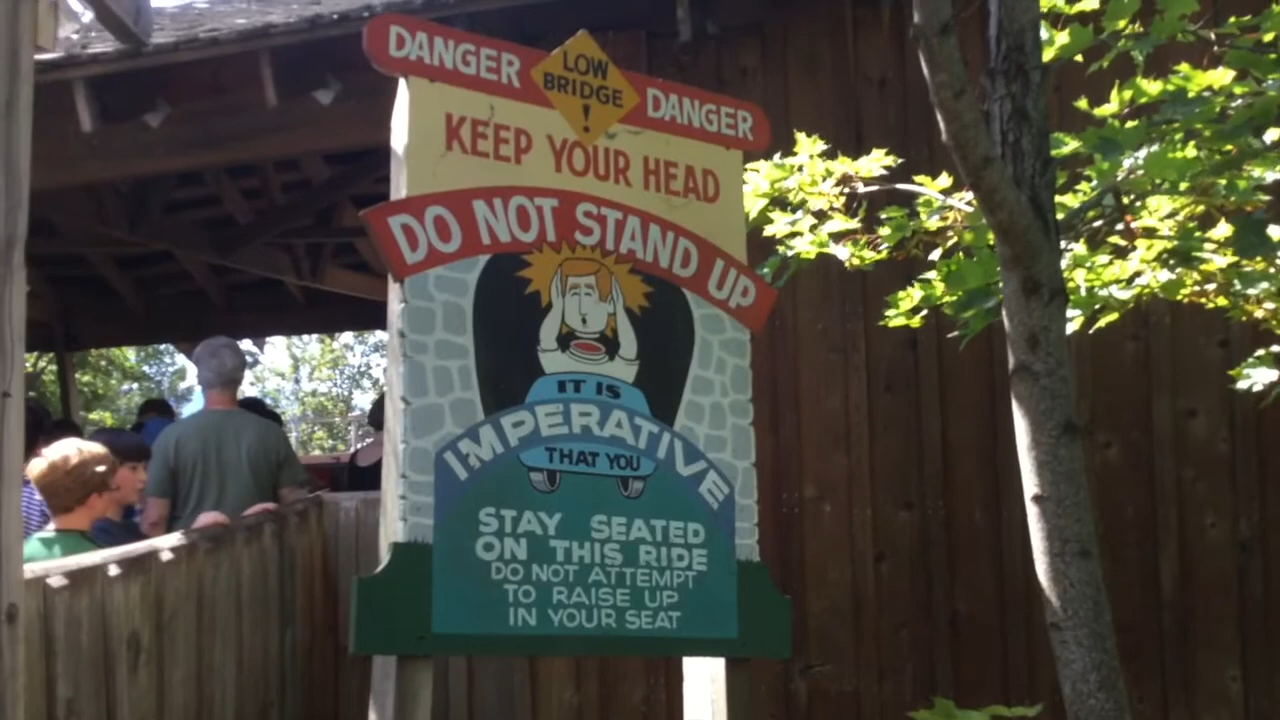 DANGER LOW BRIDGE ! DANGER
KEEP YOUR HEAD
DO NOT STAND UP
IT IS
IMPERATIVE
THAT YOU
STAY SEATED
ON THIS RIDE
DO NOT ATTEMPT
TO RAISE UP
IN YOUR SEAT